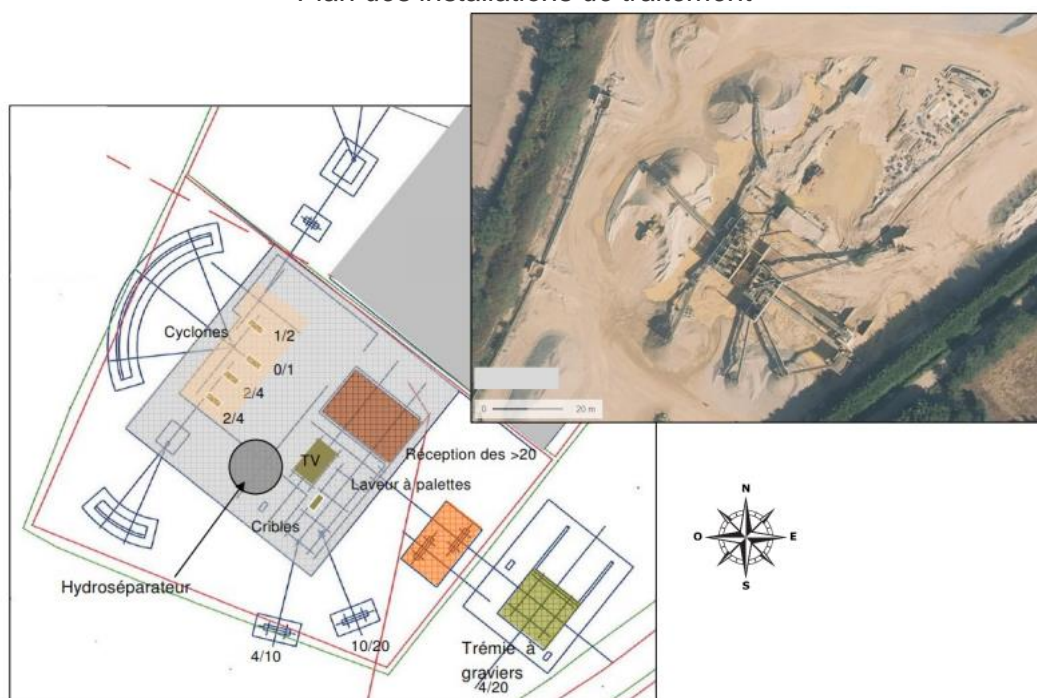 Plan des installations de traitement
0 20 m
Cyclones
1/2
0/1
2/4
2/4
TV
Réception des >20
Laveur à palettes
Cribles
Hydroséparateur
4/10
10/20
Trémie à
graviers
4/20
N
O E
S